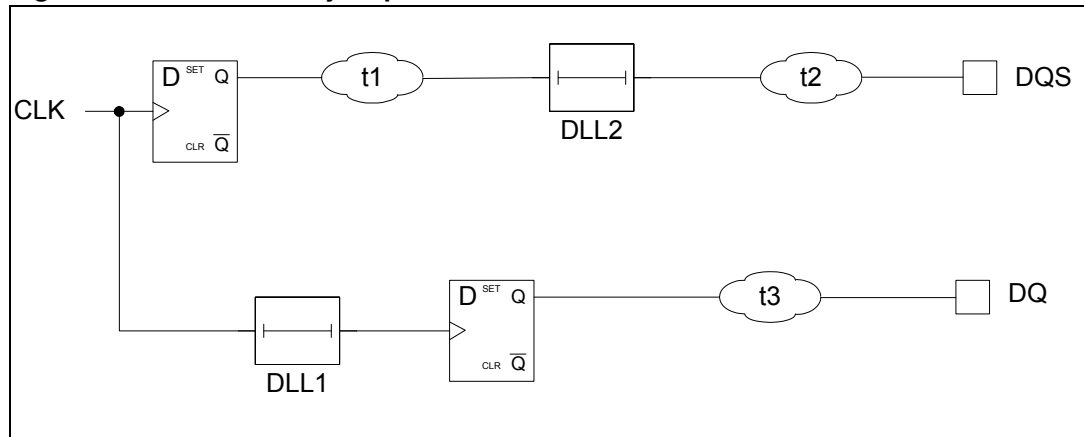 D SET Q
t1
t2
DQS
CLK
CLR Q
DLL2
D SET Q
t3
DQ
CLR Q
DLL1